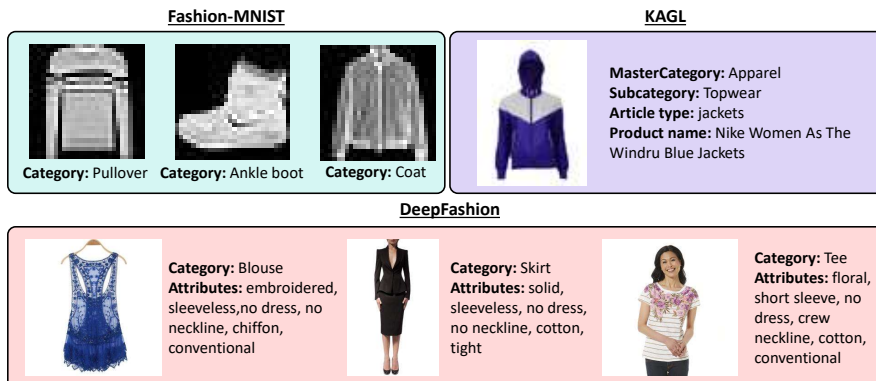 Fashion-MNIST
Category: Pullover
Category: Ankle boot
Category: Coat
KAGL
MasterCategory: Apparel
Subcategory: Topwear
Article type: jackets
Product name: Nike Women As The
Windru Blue Jackets
DeepFashion
Category: Blouse
Attributes: embroidered,
sleeveless,no dress, no
neckline, chiffon,
conventional
Category: Skirt
Attributes: solid,
sleeveless, no dress,
no neckline, cotton,
tight
Category: Tee
Attributes: floral,
short sleeve, no
dress, crew
neckline, cotton,
conventional